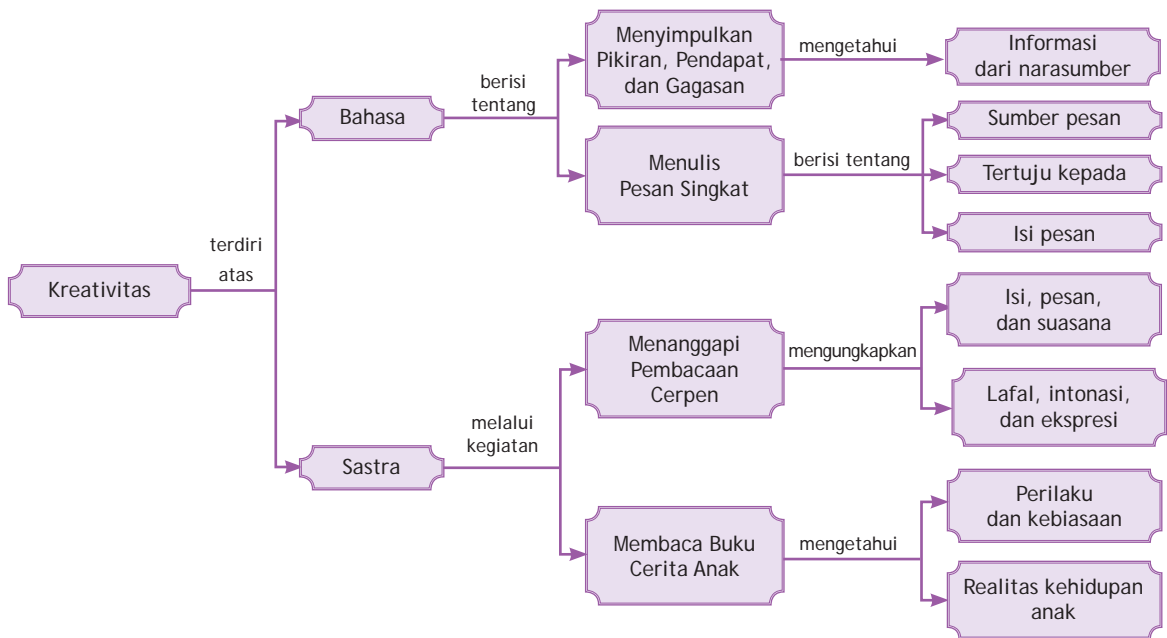 Kreativitas
terdiri
atas
Bahasa
berisi
tentang
Menyimpulkan
Pikiran, Pendapat,
dan Gagasan
mengetahui
Informasi
dari narasumber
Menulis
Pesan Singkat
berisi tentang
Sumber pesan
Tertuju kepada
Isi pesan
Sastra
melalui
kegiatan
Menanggapi
Pembacaan
Cerpen
mengungkapkan
Isi, pesan,
dan suasana
Lafal, intonasi,
dan ekspresi
Membaca Buku
Cerita Anak
mengetahui
Perilaku
dan kebiasaan
Realitas kehidupan
anak